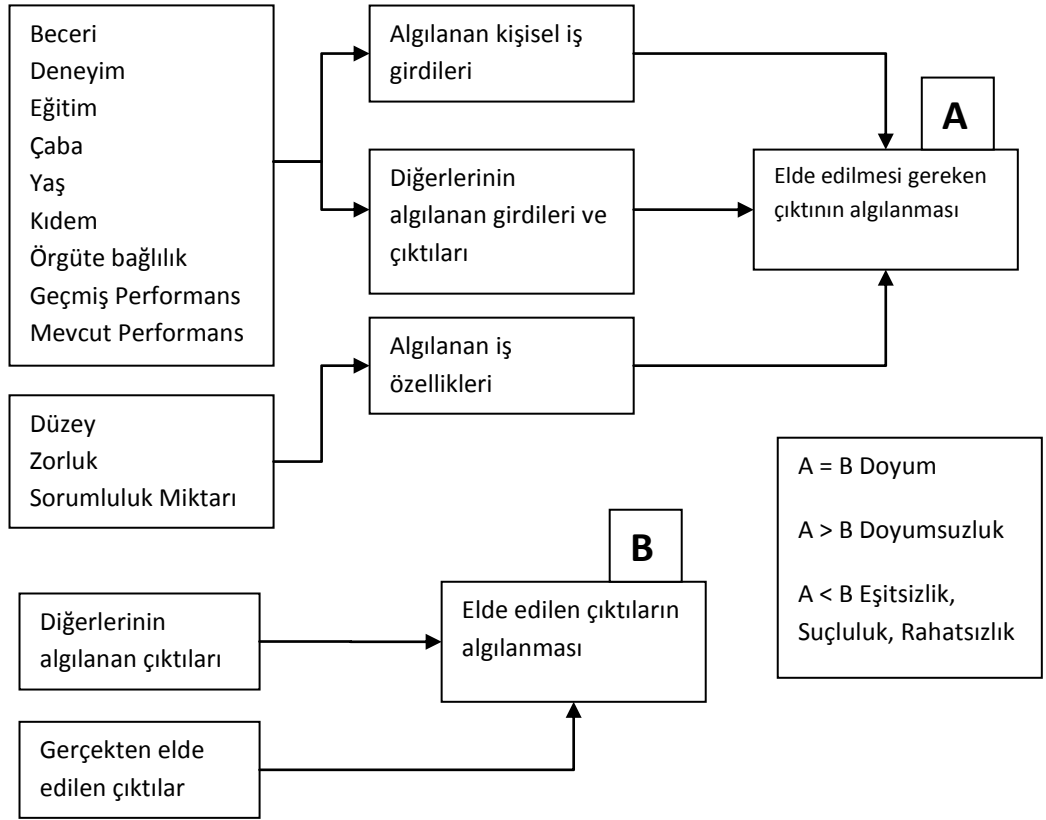 Beceri
Deneyim
Eğitim
Çaba
Yaş
Kıdem
Örgüte bağlılık
Geçmiş Performans
Mevcut Performans
Algılanan kişisel iş
girdileri
Diğerlerinin
algılanan girdileri ve
çıktıları
A
Elde edilmesi gereken
çıktının algılanması
Düzey
Zorluk
Sorumluluk Miktarı
Algılanan iş
özellikleri
A = B Doyum
A > B Doyumsuzluk
A < B Eşitsizlik,
Suçluluk, Rahatsızlık
Diğerlerinin
algılanan çıktıları
Gerçekten elde
edilen çıktılar
B
Elde edilen çıktıların
algılanması